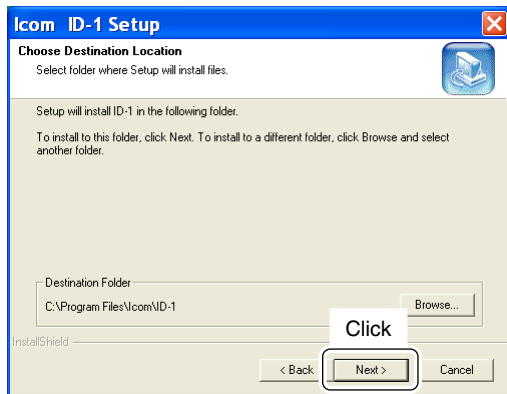 Icom ID-1 Setup
Choose Destination Location
Select folder where Setup will install files.
Setup will install ID-1 in the following folder.
To install to this folder, click Next. To install to a different folder, click Browse and select
another folder.
Destination Folder
C:\Program Files\Icom\ID-1
Browse...
Click
InstallShield
< Back
Next >
Cancel